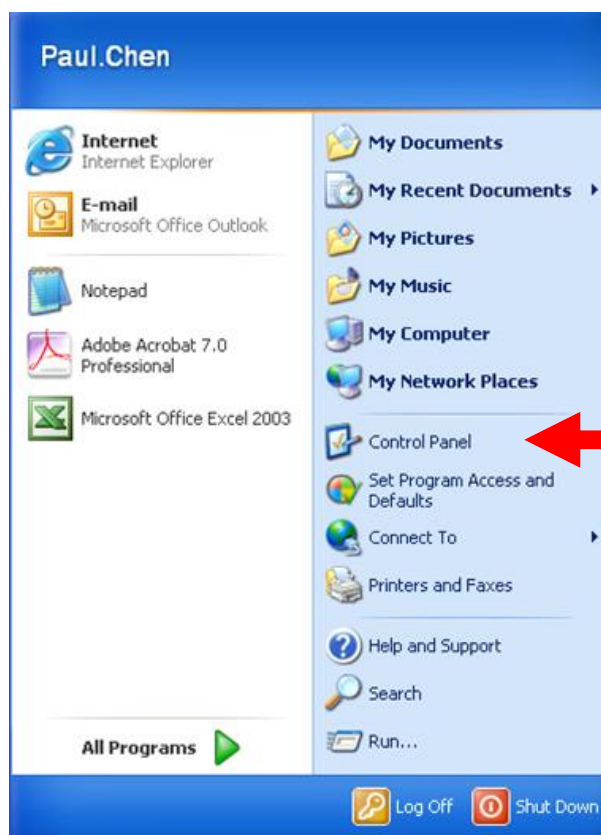 Paul.Chen
Internet
Internet Explorer
E-mail
Microsoft Office Outlook
Notepad
Adobe Acrobat 7.0
Professional
Microsoft Office Excel 2003
All Programs
My Documents
My Recent Documents
My Pictures
My Music
My Computer
My Network Places
Control Panel
Set Program Access and
Defaults
Connect To
Printers and Faxes
Help and Support
Search
Run...
Log Off
Shut Down